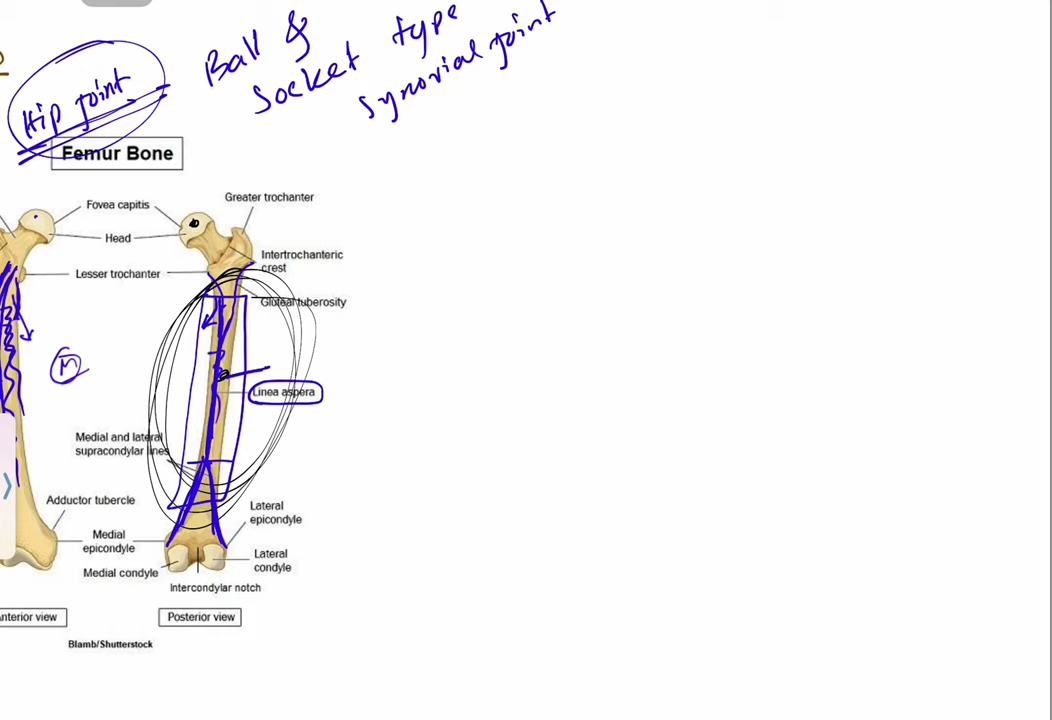 Ball &
Socket type
Synovial joint
Hip joint
Femur Bone
Greater trochanter
Fovea capitis
Head
Intertrochanteric
crest
Lesser trochanter
Gluteal tuberosity
M
Linea aspera
Medial and lateral
supracondylar lines
Adductor tubercle
Lateral
epicondyle
Medial
epicondyle
Lateral
condyle
Medial condyle
Intercondylar notch
nterior view
Posterior view
Blamb/Shutterstock